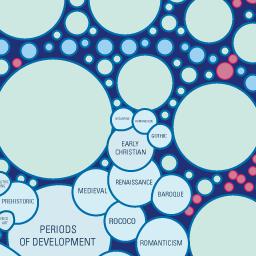 GOTHIC
EARLY
CHRISTIAN
RENAISSANCE
MEDIEVAL
BAROQUE
PREHISTORIC
ROCOCO
PERIODS
OF DEVELOPMENT
ROMANTICISM